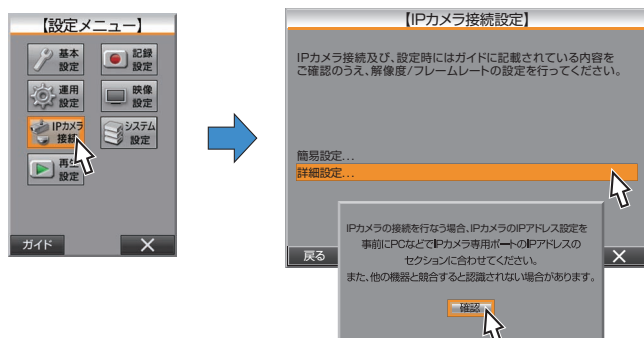 【設定メニュー】
基本
設定
記録
設定
運用
設定
映像
設定
IPカメラ
接続
システム
設定
再生
設定
ガイド
【IPカメラ接続設定】
IPカメラ接続及び、設定時にはガイドに記載されている内容を
ご確認のうえ、解像度/フレームレートの設定を行ってください。
簡易設定...
詳細設定...
戻る
IPカメラの接続を行なう場合、IPカメラのIPアドレス設定を
事前にPCなどでIPカメラ専用ポートのIPアドレスの
セクションに合わせてください。
また、他の機器と競合すると認識されない場合があります。
確認